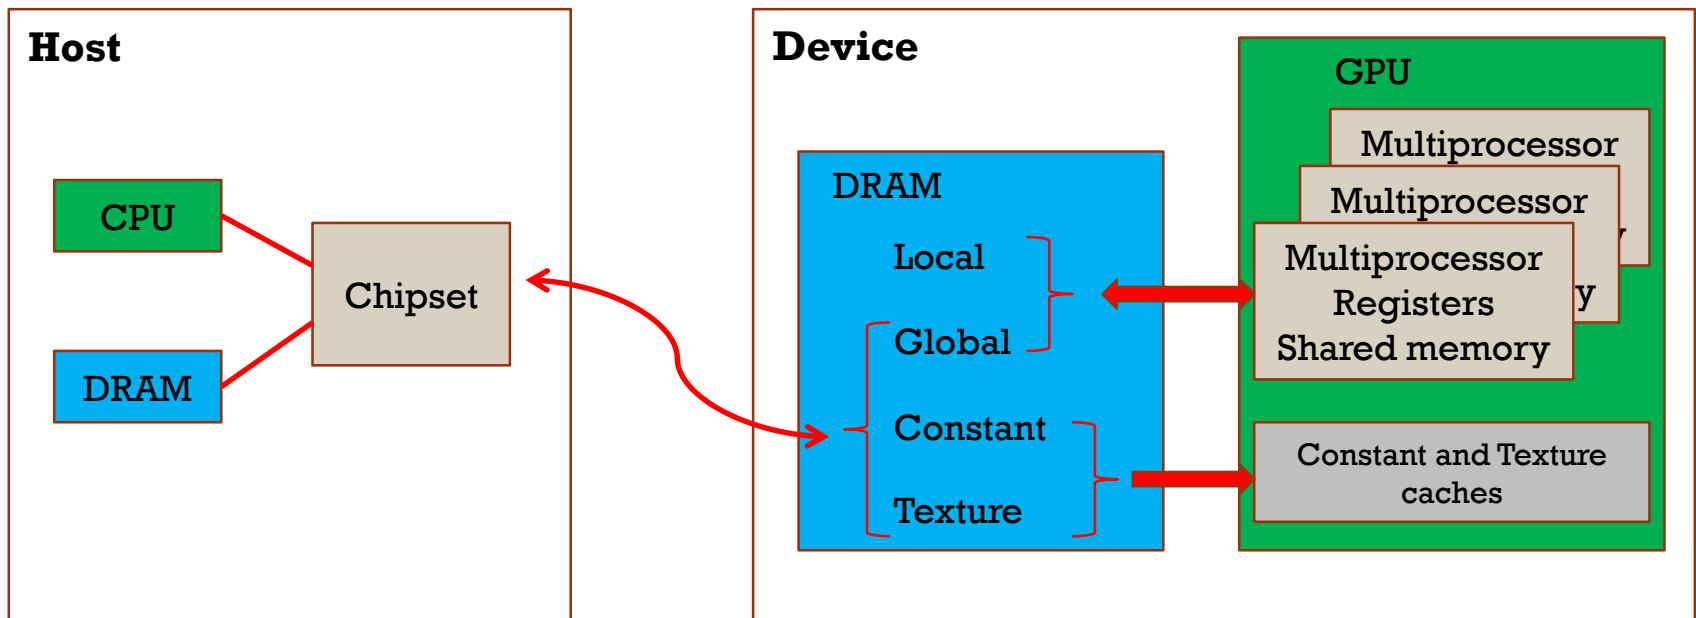 Host
CPU
DRAM
Chipset
Device
DRAM
Local
Global
Constant
Texture
GPU
Multiprocessor
Multiprocessor
y
Multiprocessor
Registers
Shared memory
y
Constant and Texture
caches